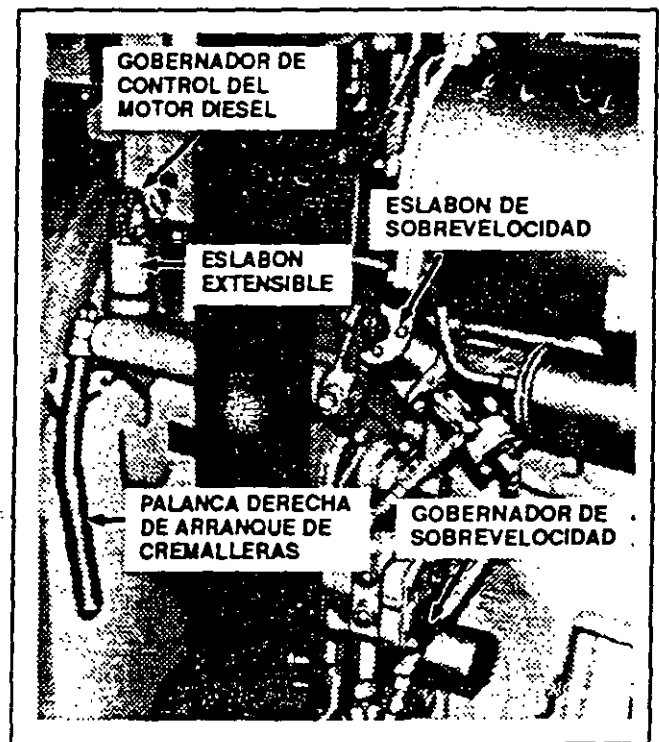 GOBERNADOR DE
CONTROL DEL
MOTOR DIESEL
ESLABON DE
SOBREVELOCIDAD
ESLABON
EXTENSIBLE
PALANCA DERECHA
DE ARRANQUE DE
CREMALLERAS
GOBERNADOR DE
SOBREVELOCIDAD